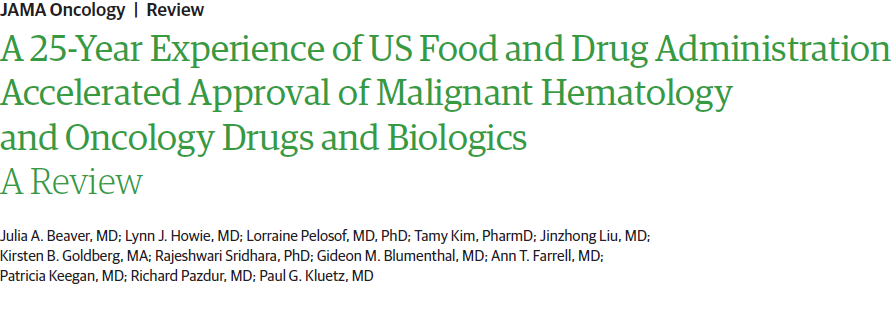 JAMA Oncology | Review
A 25-Year Experience of US Food and Drug Administration
Accelerated Approval of Malignant Hematology
and Oncology Drugs and Biologics
A Review
Julia A. Beaver, MD; Lynn J. Howie, MD; Lorraine Pelosof, MD, PhD; Tamy Kim, PharmD; Jinzhong Liu, MD;
Kirsten B. Goldberg, MA; Rajeshwari Sridhara, PhD; Gideon M. Blumenthal, MD; Ann T. Farrell, MD;
Patricia Keegan, MD; Richard Pazdur, MD; Paul G. Kluetz, MD